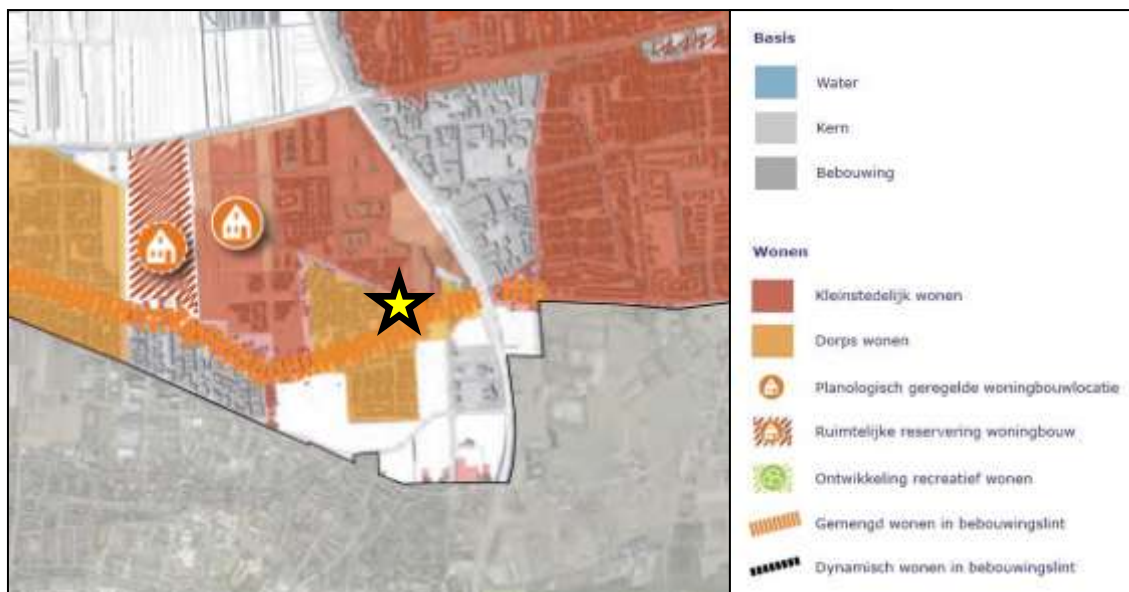 Basis
Water
Kern
Bebouwing
Wonen
Kleinstedelijk wonen
Dorps wonen
Planologisch geregelde woningbouwlocatie
Ruimtelijke reservering woningbouw
Ontwikkeling recreatief wonen
Gemengd wonen in bebouwingslint
Dynamisch wonen in bebouwingslint